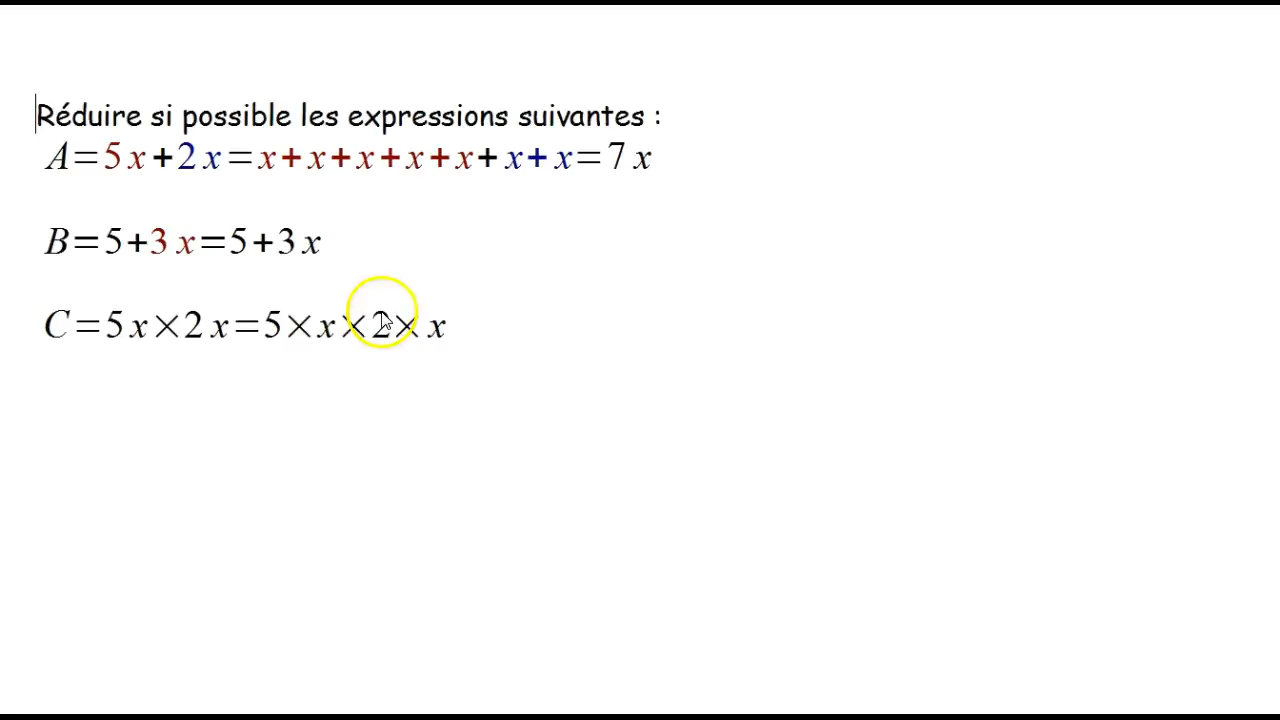 Réduire si possible les expressions suivantes :
A=5x+2x=x+x+x+x+x+x+x=7x
B=5+3x=5+3x
C=5x×2x=5×x×2×x